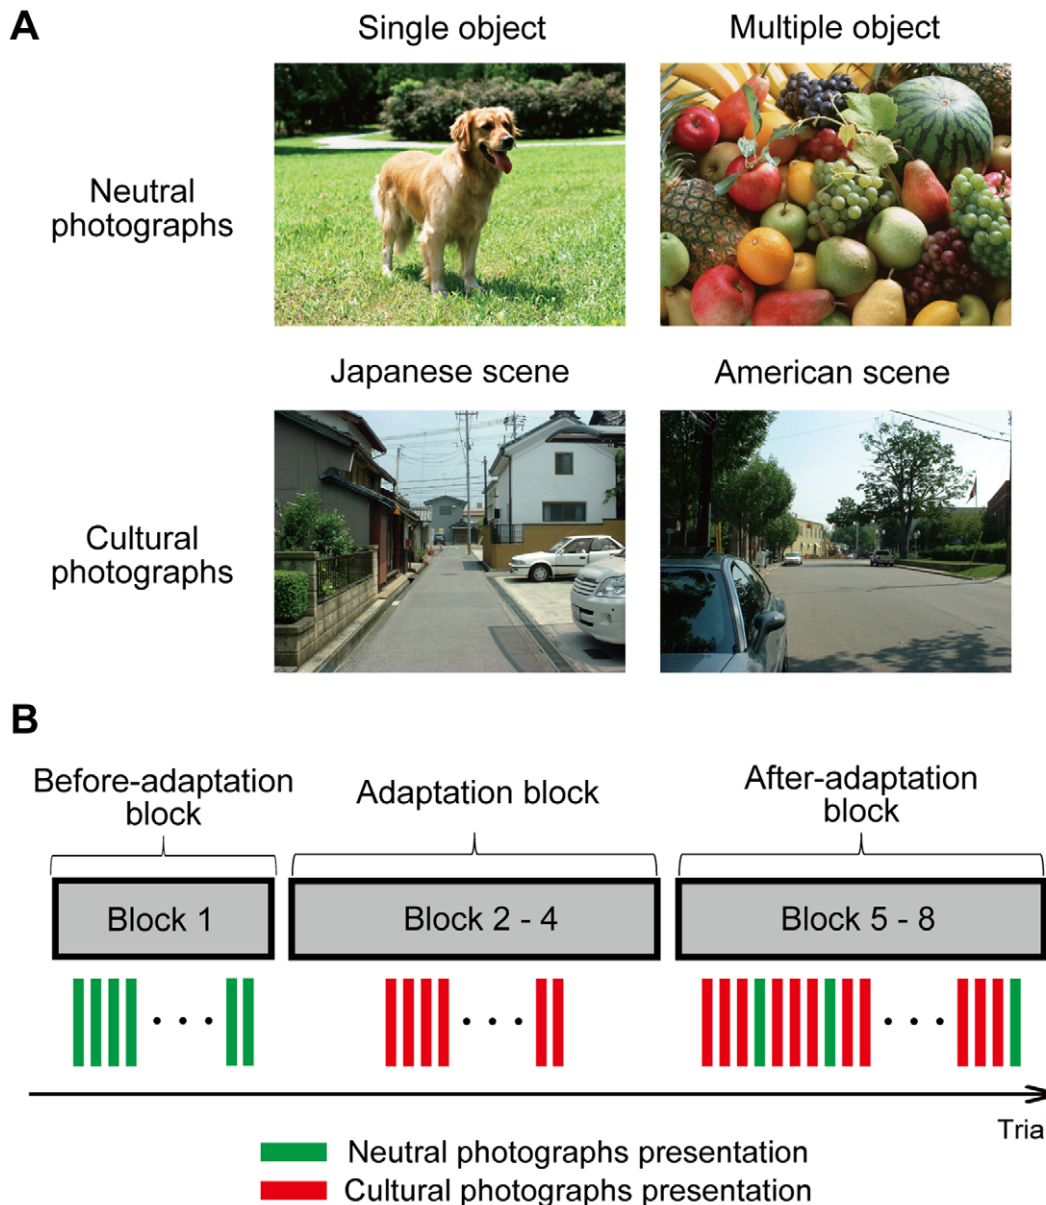 A
Single object
Multiple object
Neutral
photographs
Japanese scene
American scene
Cultural
photographs
B
Before-adaptation
block
Adaptation block
After-adaptation
block
Block 1
Block 2 - 4
Block 5 - 8
Tria
Neutral photographs presentation
Cultural photographs presentation